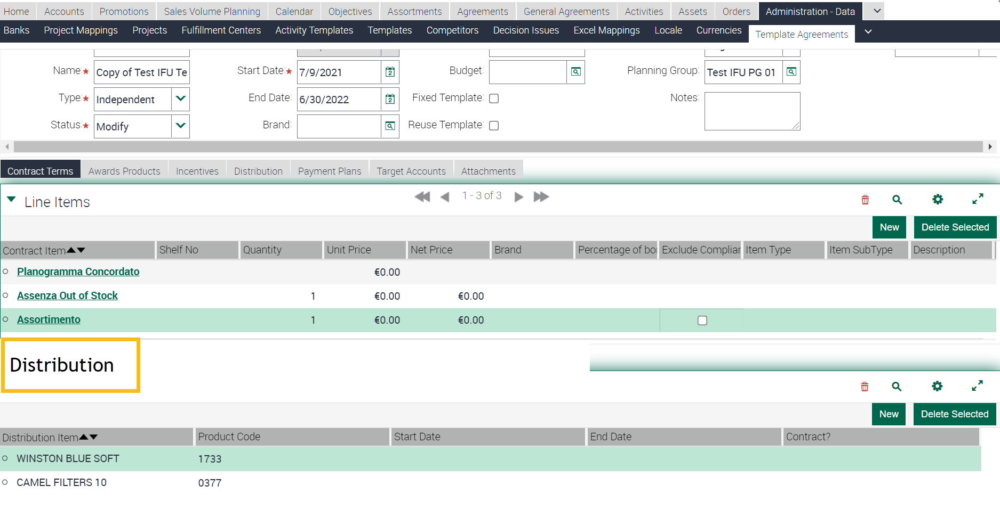 Home Accounts Promotions Sales Volume Planning Calendar Objectives Assortments Agreements General Agreements Activities Assets Orders Administration - Data
Banks Project Mappings Projects Fulfillment Centers Activity Templates Templates Competitors Decision Issues Excel Mappings Locale Currencies Template Agreements
Name:★ Copy of Test IFU Te Start Date:★ 7/9/2021 Budget: Planning Group: Test IFU PG 01
Type:★ Independent End Date: 6/30/2022 Fixed Template: Notes:
Status:★ Modify Brand: Reuse Template:
Contract Terms Awards Products Incentives Distribution Payment Plans Target Accounts Attachments
Line Items 1 - 3 of 3
New Delete Selected
Contract Item Shelf No Quantity Unit Price Net Price Brand Percentage of bo Exclude Complia Item Type Item SubType Description
Planogramma Concordato €0.00
Assenza Out of Stock 1 €0.00 €0.00
Assortimento 1 €0.00 €0.00
Distribution
New Delete Selected
Distribution Item Product Code Start Date End Date Contract?
WINSTON BLUE SOFT 1733
CAMEL FILTERS 10 0377